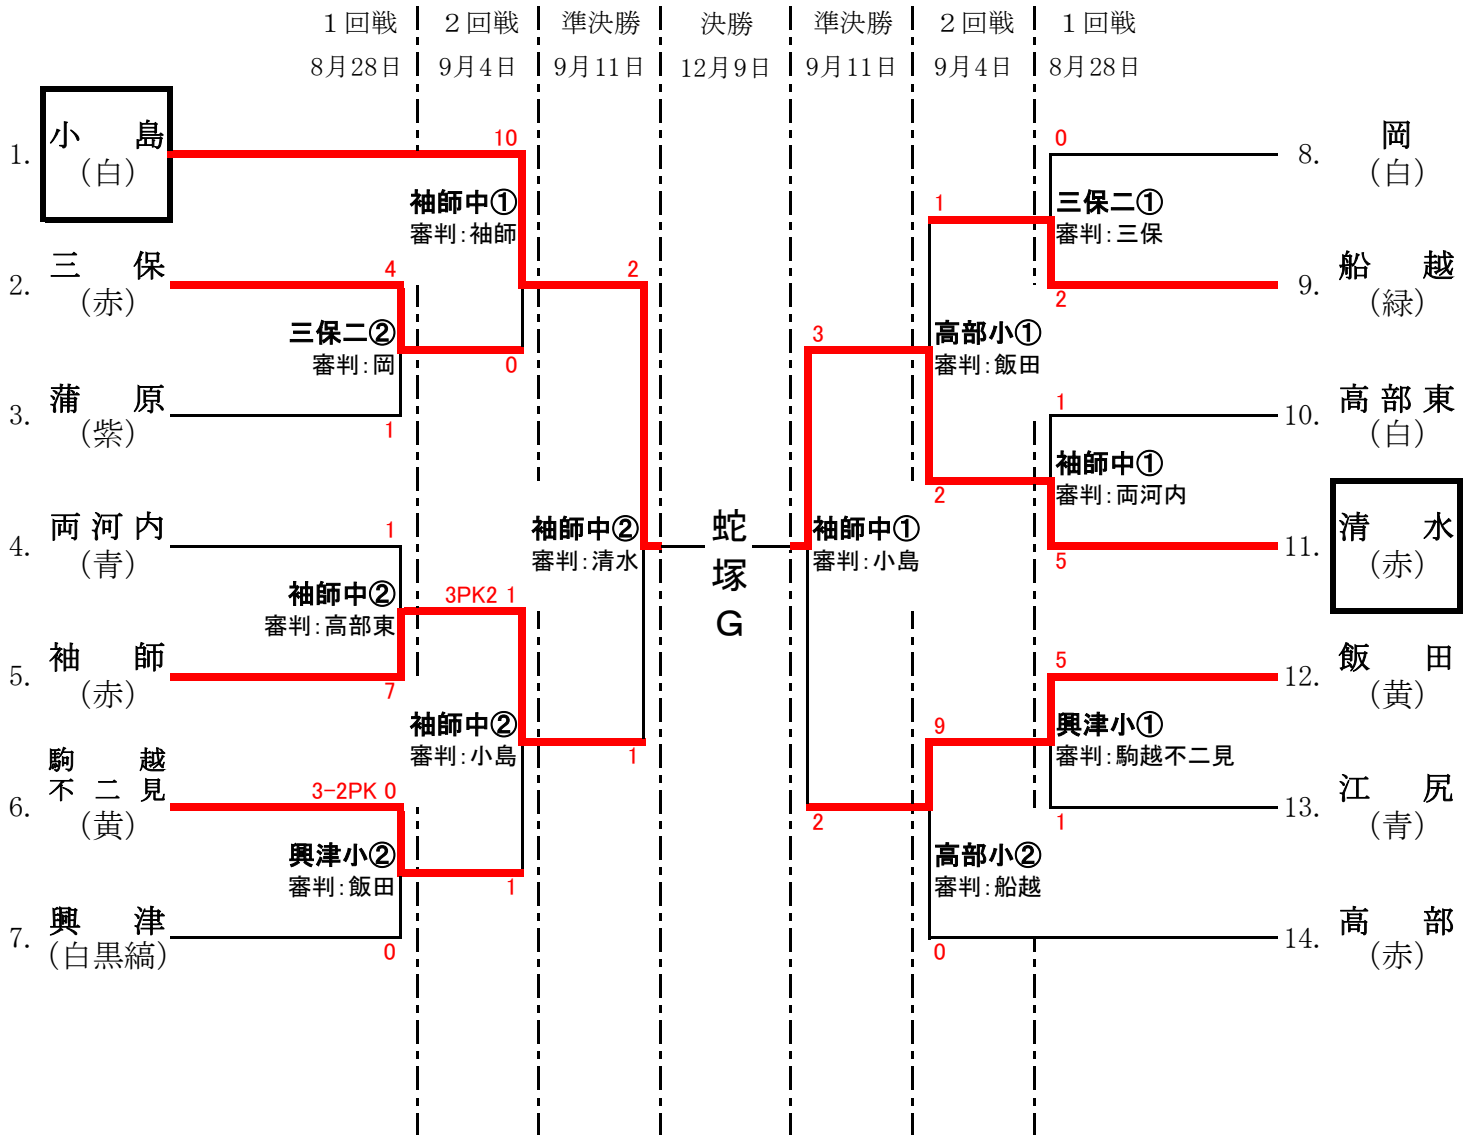 １回戦 ２回戦 準決勝 決勝 準決勝 ２回戦 １回戦
8月28日 9月4日 9月11日 12月9日 9月11日 9月4日 8月28日
1. 小島
(白)
10
袖師中①
審判:袖師
2. 三保
(赤)
4
2
三保二②
審判:岡
0
3. 蒲原
(紫)
1
4. 両河内
(青)
1
袖師中②
審判:清水
袖師中②
審判:高部東
3PK2 1
5. 袖師
(赤)
7
袖師中②
審判:小島
1
6. 駒越
不二見
(黄)
3-2PK 0
興津小②
審判:飯田
1
7. 興津
(白黒縞)
0
蛇
塚
G
0
8. 岡
(白)
1
三保二①
審判:三保
9. 船越
(緑)
2
3
高部小①
審判:飯田
1
10. 高部東
(白)
2
袖師中①
審判:両河内
袖師中①
審判:小島
11. 清水
(赤)
5
5
12. 飯田
(黄)
9
興津小①
審判:駒越不二見
2
1
13. 江尻
(青)
高部小②
審判:船越
0
14. 高部
(赤)